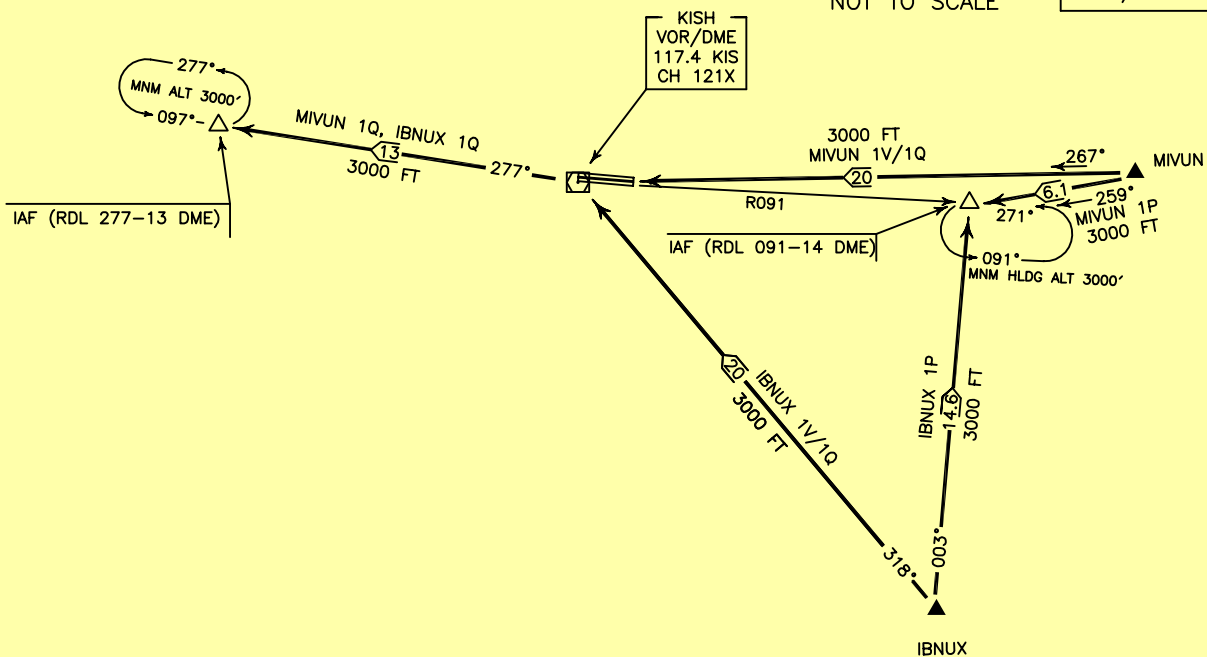 NOT TO SCALE
KISH
VOR/DME
117.4 KIS
CH 121X
277°
MNM ALT 3000'
097°
MIVUN 1Q, IBNUX 1Q
13
3000 FT
277°
IAF (RDL 277-13 DME)
3000 FT
MIVUN 1V/1Q
20
267°
MIVUN
R091
6.1
259°
MIVUN 1P
3000 FT
271°
IAF (RDL 091-14 DME)
091°
MNM HLDG ALT 3000'
20
IBNUX 1V/1Q
3000 FT
318°
IBNUX 1P
14.6
3000 FT
003°
IBNUX